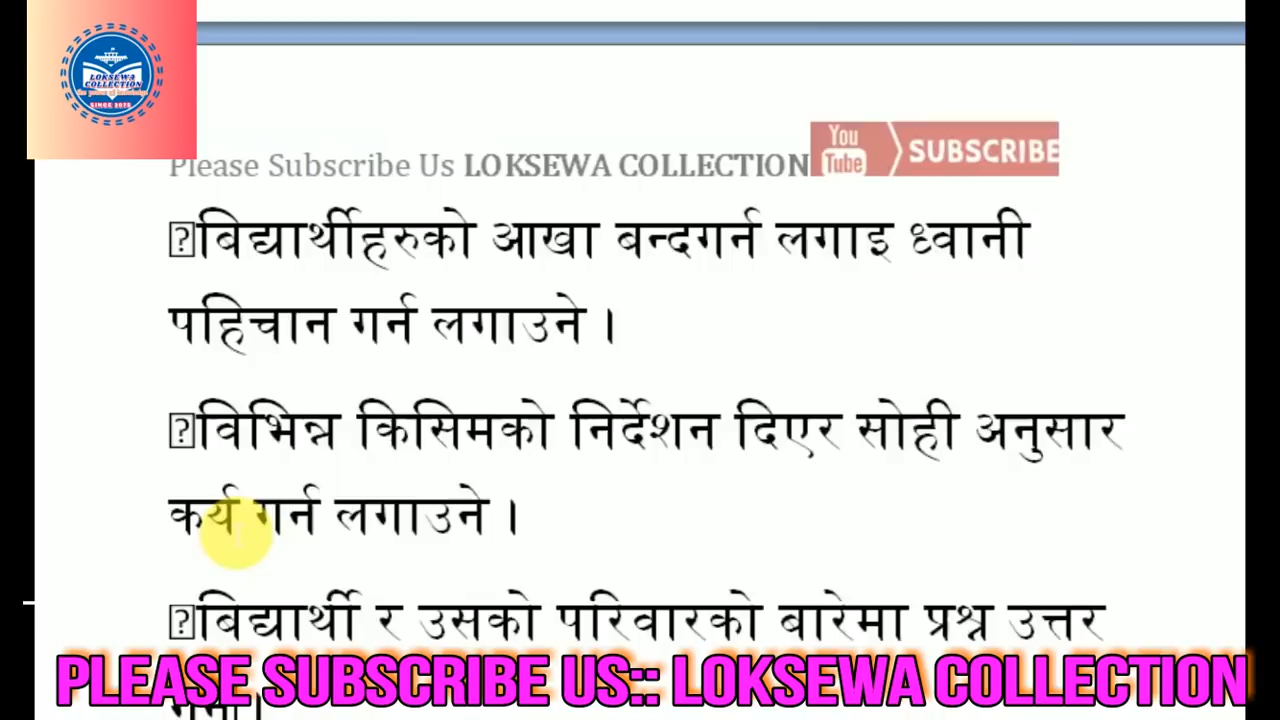 LOKSEWA
COLLECTION
SINCE 2075
Please Subscribe Us LOKSEWA COLLECTION
You
Tube
SUBSCRIBE
बिद्यार्थीहरुको आखा बन्दगर्न लगाइ ध्वानी
पहिचान गर्न लगाउने ।
विभिन्न किसिमको निर्देशन दिएर सोही अनुसार
कर्य गर्न लगाउने ।
बिद्यार्थी र उसको परिवारको बारेमा प्रश्न उत्तर
PLEASE SUBSCRIBE US:: LOKSEWA COLLECTION